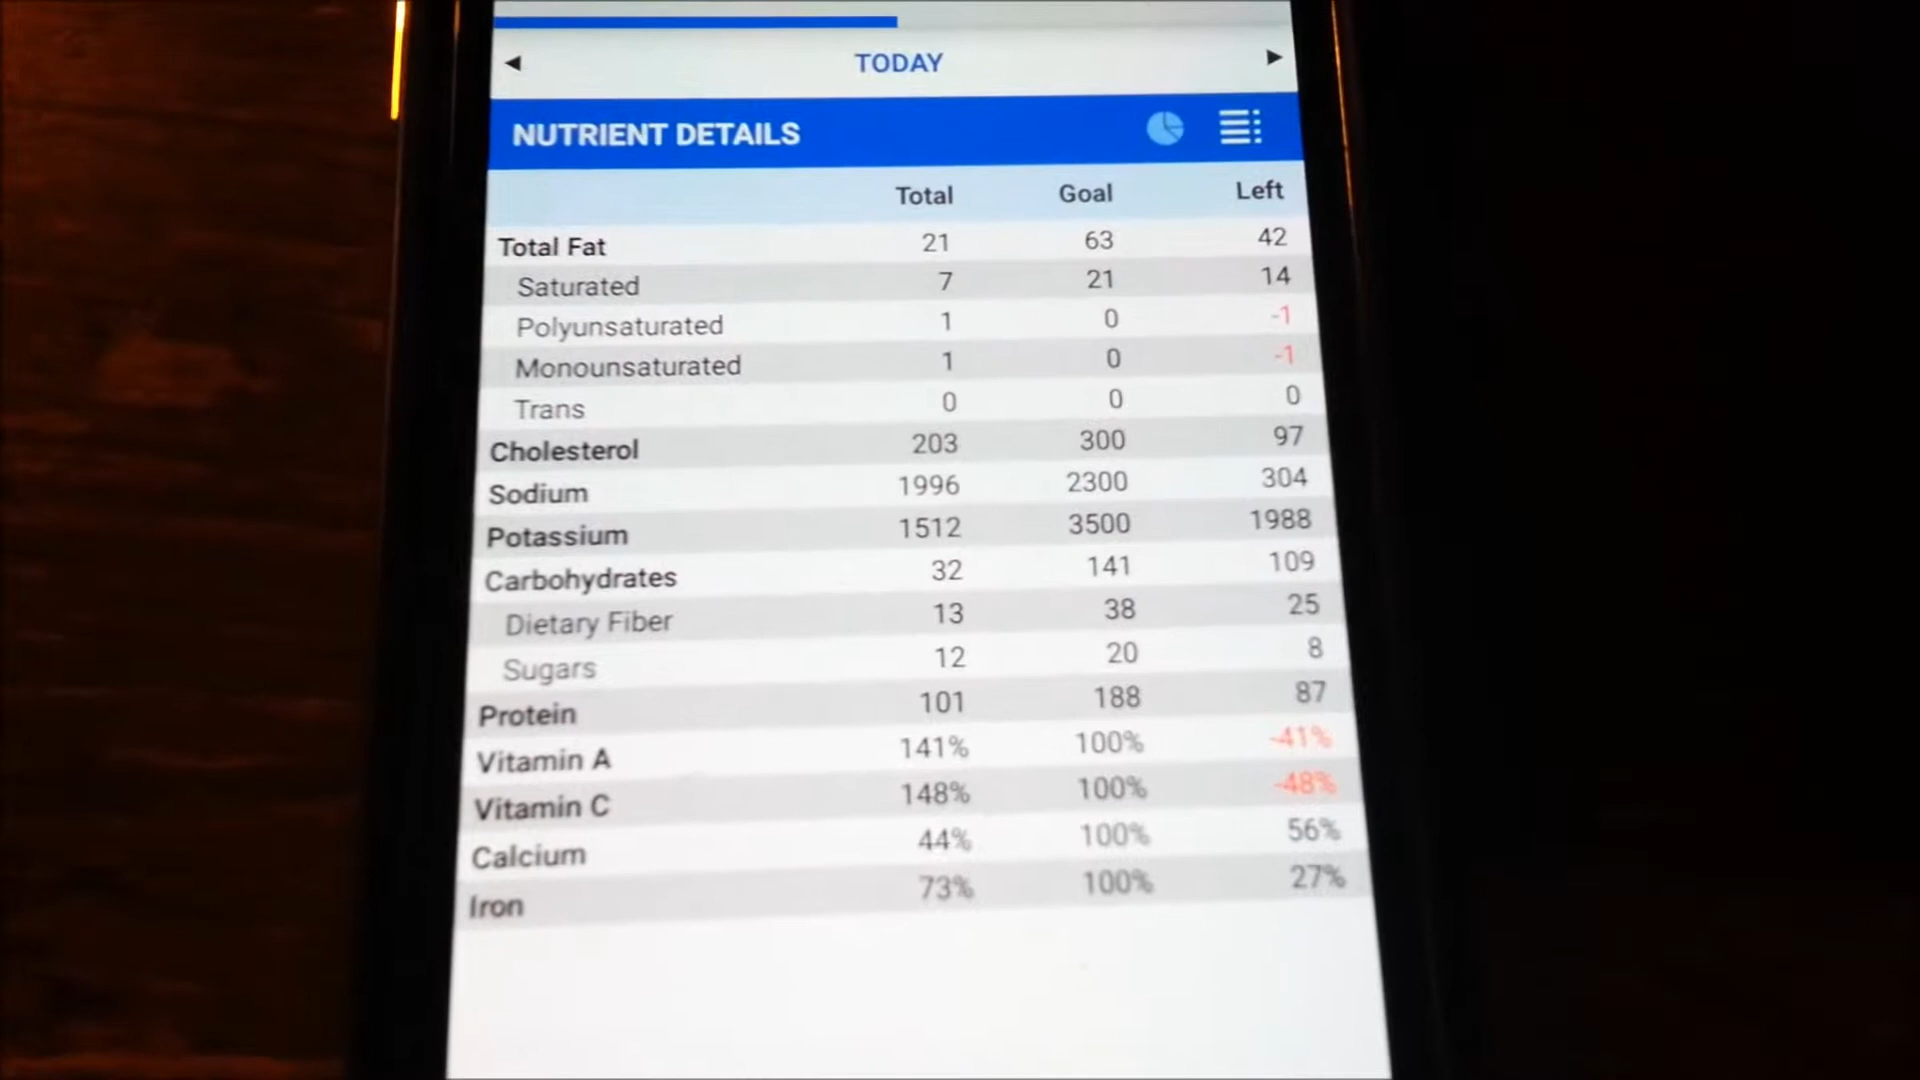 TODAY
NUTRIENT DETAILS
Total Goal Left
Total Fat 21 63 42
Saturated 7 21 14
Polyunsaturated 1 0 -1
Monounsaturated 1 0 -1
Trans 0 0 0
Cholesterol 203 300 97
Sodium 1996 2300 304
Potassium 1512 3500 1988
Carbohydrates 32 141 109
Dietary Fiber 13 38 25
Sugars 12 20 8
Protein 101 188 87
Vitamin A 141% 100% -41%
Vitamin C 148% 100% -48%
Calcium 44% 100% 56%
Iron 73% 100% 27%